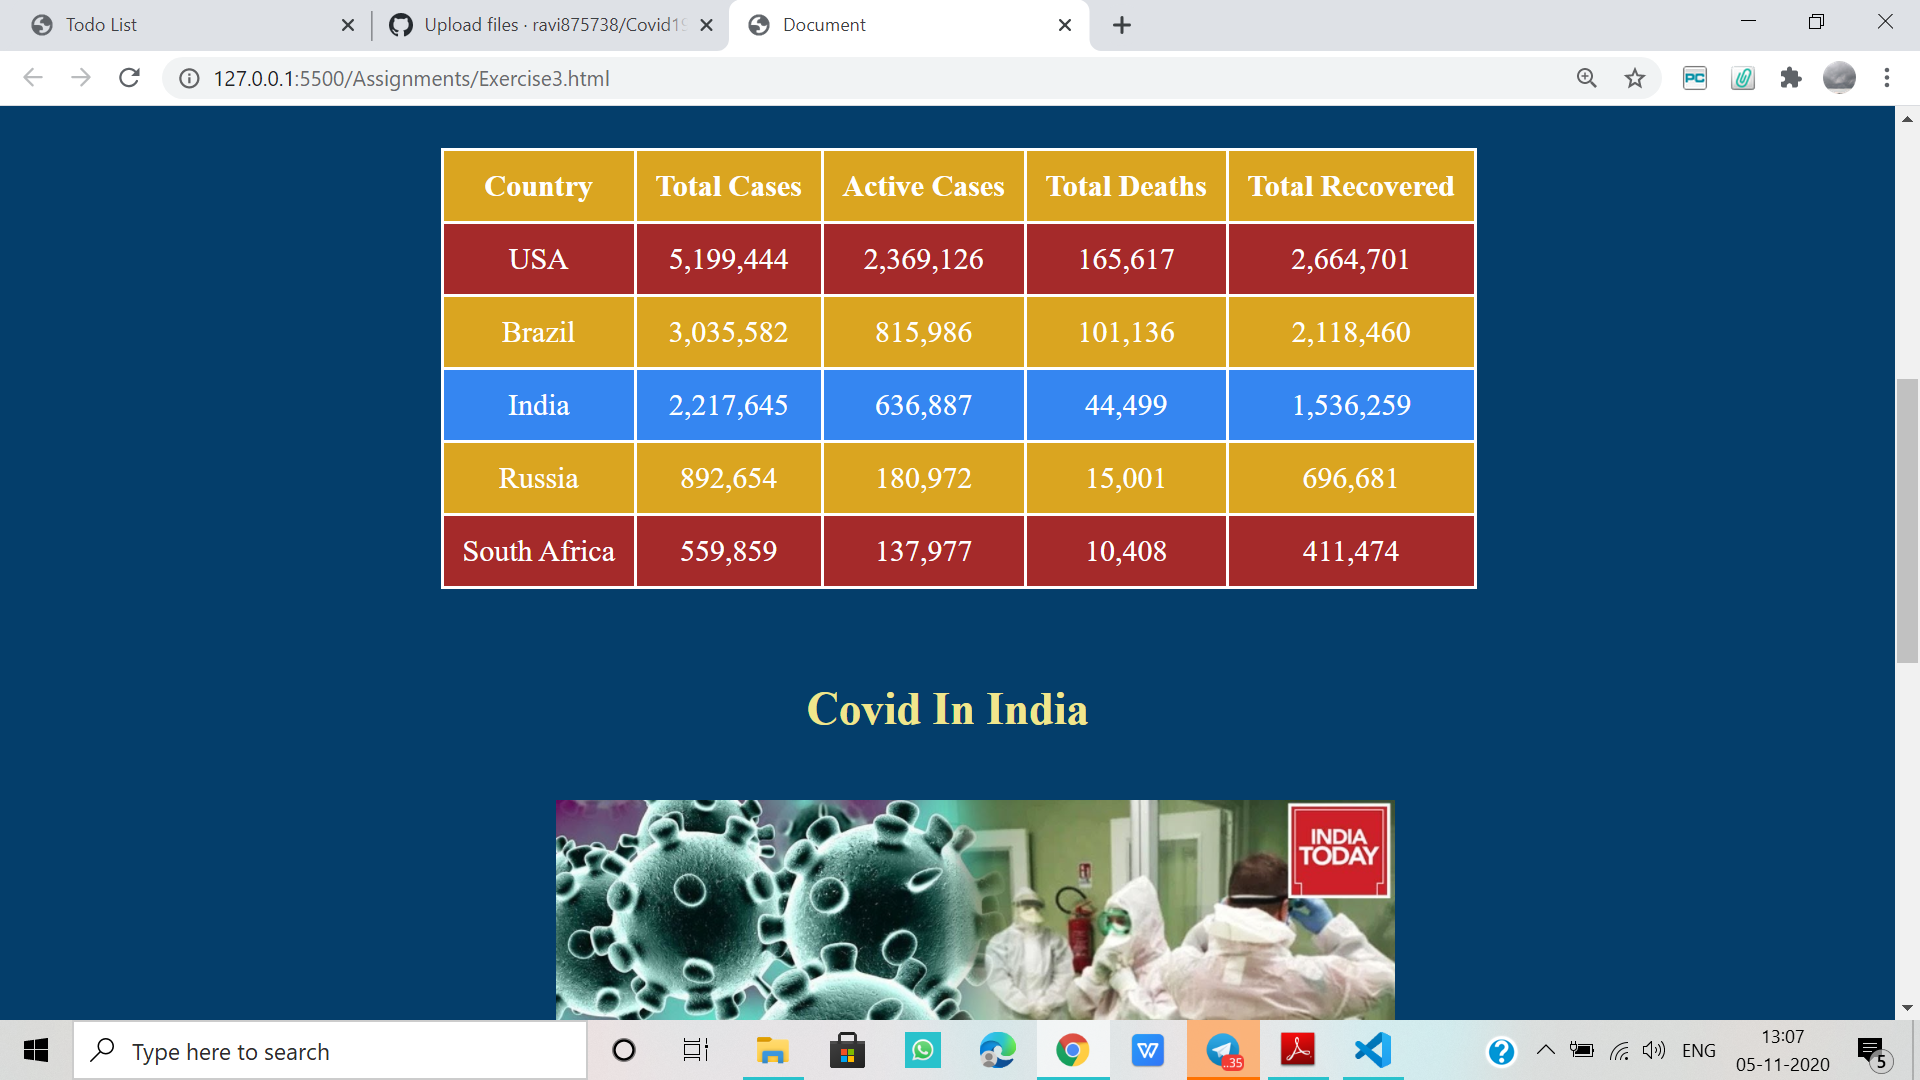 Todo List
Upload files · ravi875738/Covid19
Document
127.0.0.1:5500/Assignments/Exercise3.html
PC
Country Total Cases Active Cases Total Deaths Total Recovered
USA 5,199,444 2,369,126 165,617 2,664,701
Brazil 3,035,582 815,986 101,136 2,118,460
India 2,217,645 636,887 44,499 1,536,259
Russia 892,654 180,972 15,001 696,681
South Africa 559,859 137,977 10,408 411,474
Covid In India
INDIA
TODAY
Type here to search
W
..35
?
ENG
13:07
05-11-2020
5